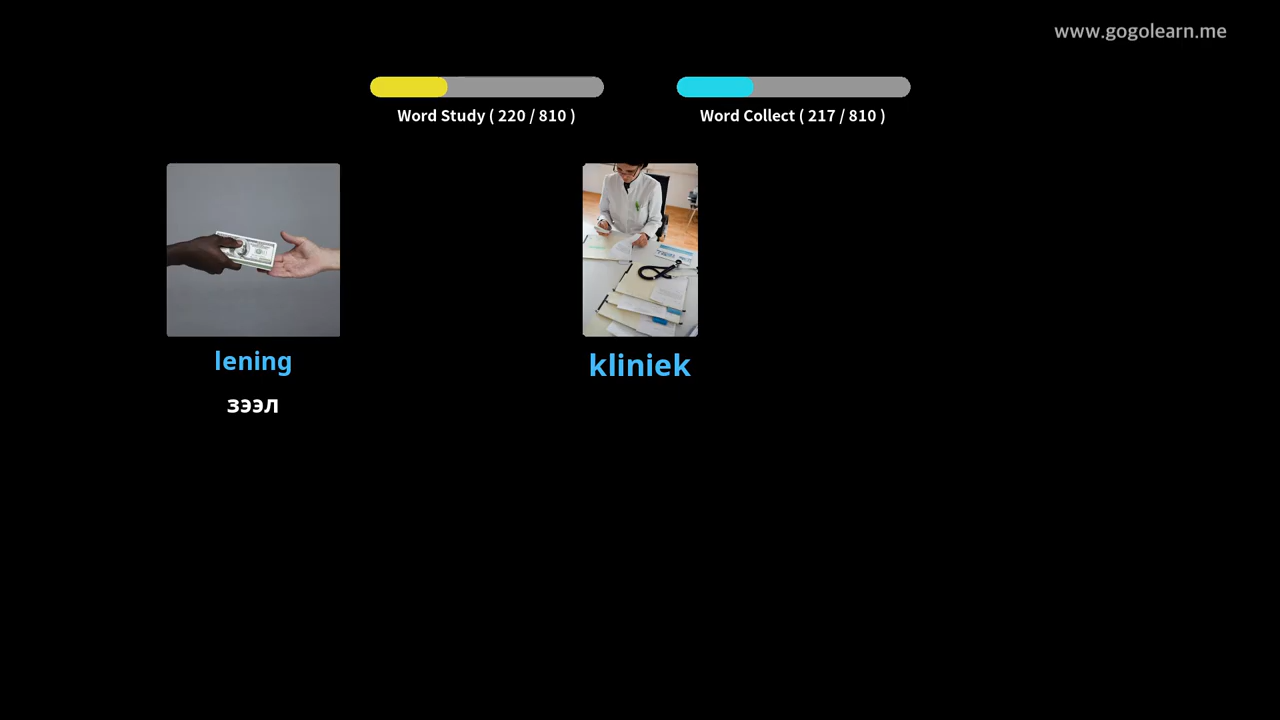 www.gogolearn.me
Word Study ( 220 / 810 )
Word Collect ( 217 / 810 )
lening
зээл
kliniek